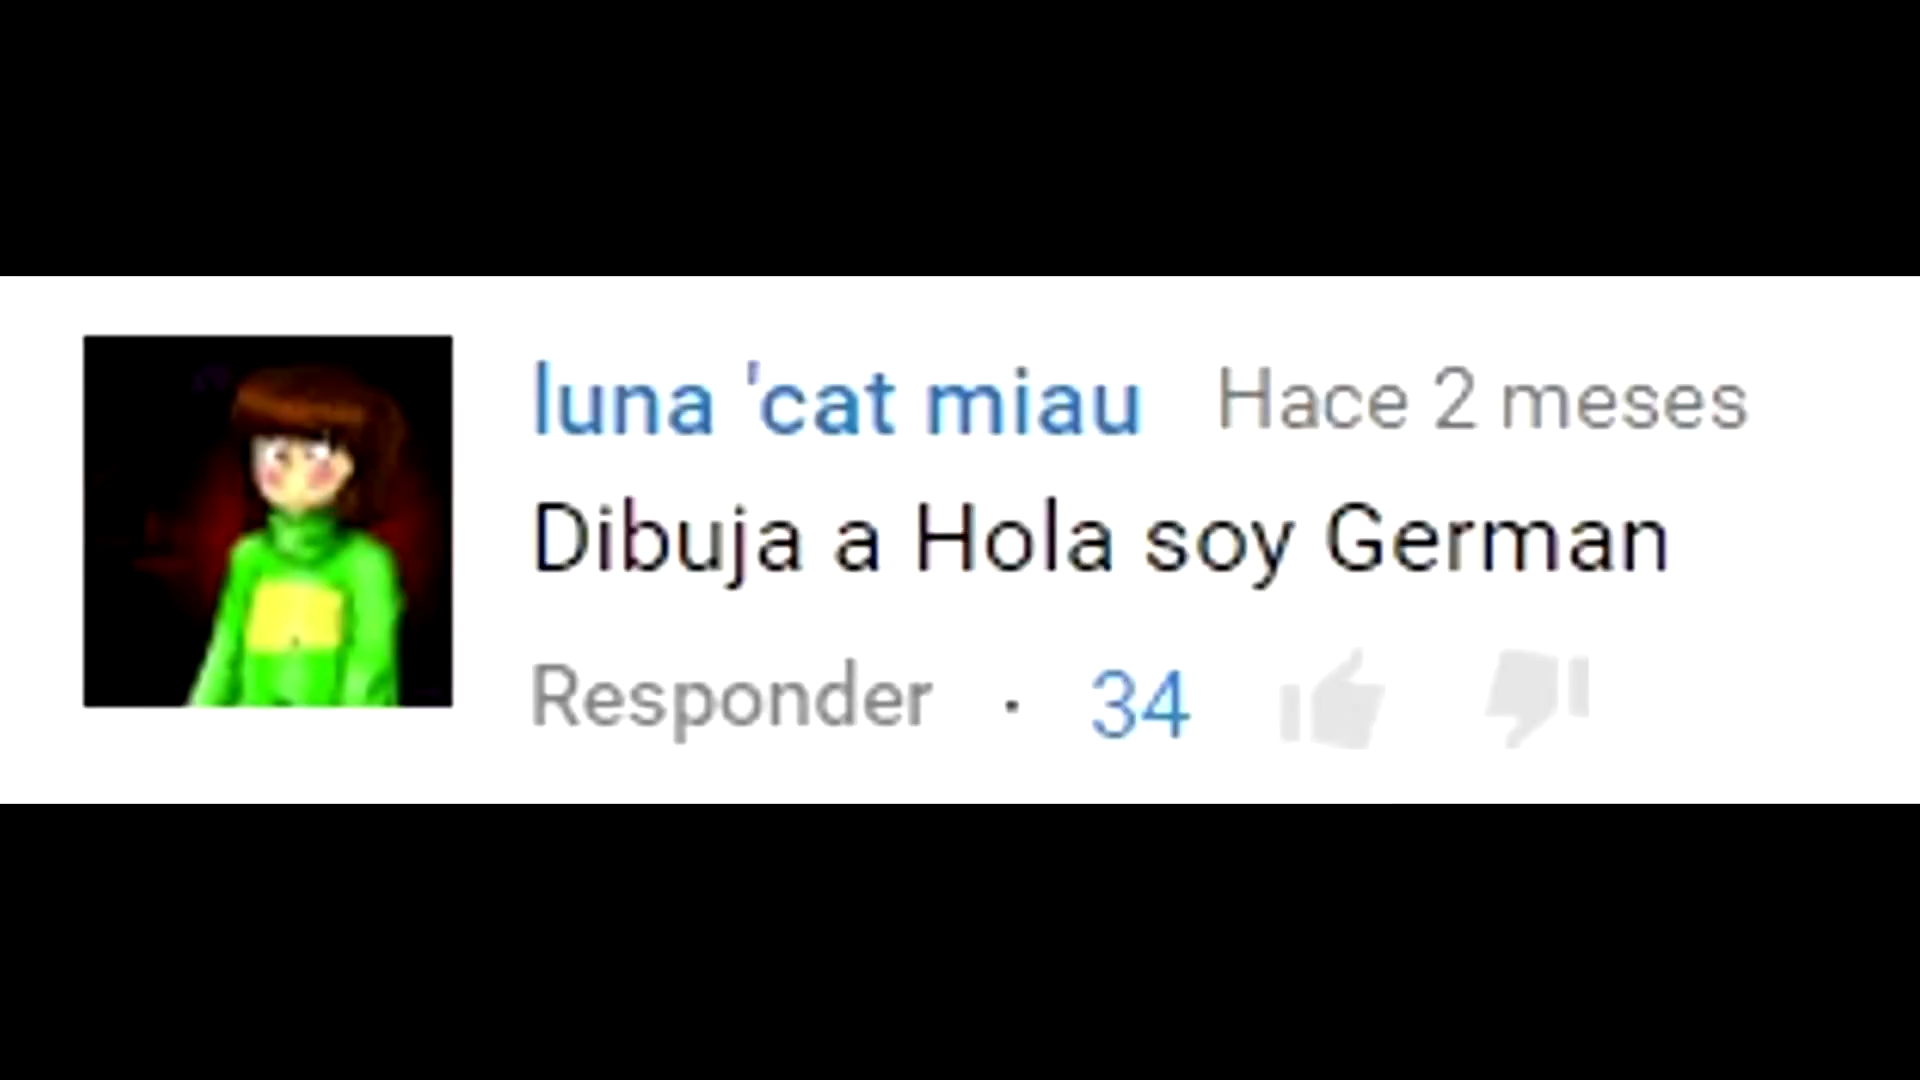 luna 'cat miau Hace 2 meses
Dibuja a Hola soy German
Responder · 34